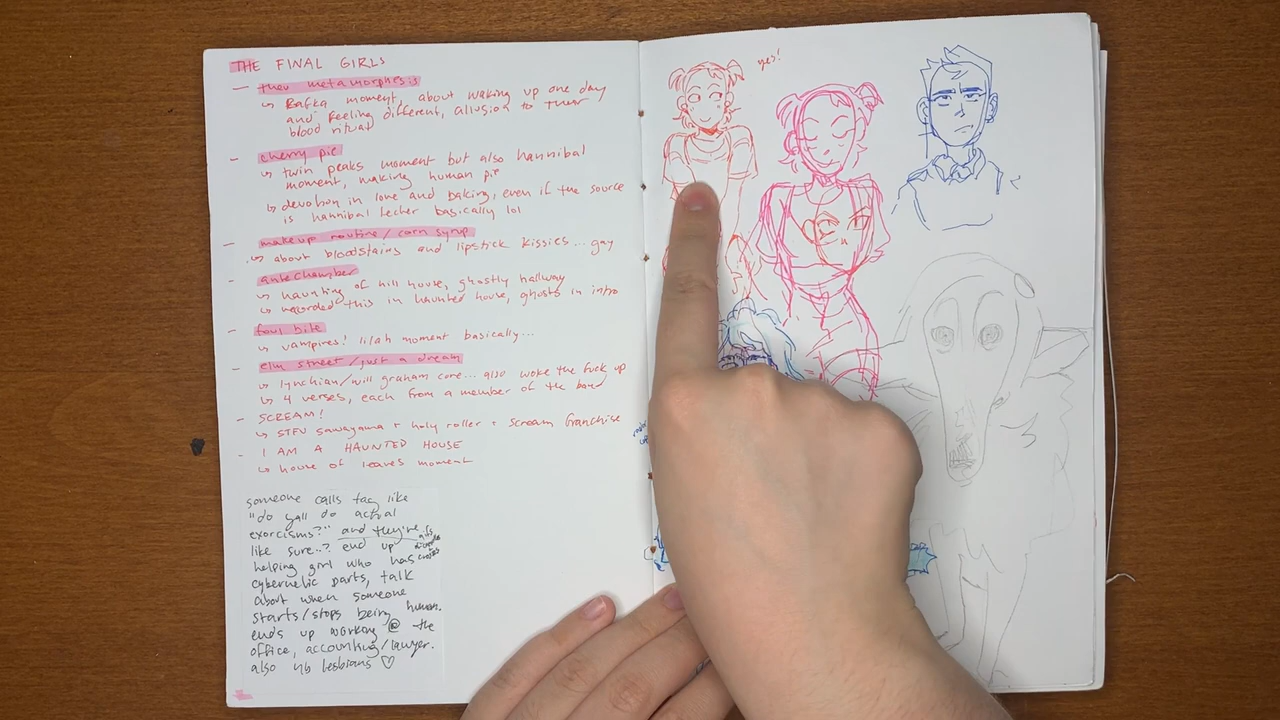 THE FINAL GIRLS
- theu metamorphesis
↳ Kafka moment, about waking up one day
and feeling different, allusion to their
blood ritual
- cherry pie
↳ twin peaks moment but also hannibal
moment, making human pie
↳ devotion in love and baking, even if the source
is hannibal lecter basically lol
- makeup routine/corn syrup
↳ about bloodstains and lipstick kissies... gay
- antechamber
↳ haunting of hill house, ghostly hallway
↳ recorded this in haunted house, ghosts in intro
- foul bite
↳ vampires! lilah moment basically...
- elm street/just a dream
↳ lynchian/will graham core... also woke the fuck up
↳ 4 verses, each from a member of the band
- SCREAM!
↳ STFU sawayama + holy roller + scream franchise
- I AM A HAUNTED HOUSE
↳ house of leaves moment
someone calls tag like
"do yall do actual
exorcisms?" and they're
like sure..? end up
helping girl who has
cybernetic parts, talk
about when someone
starts/stops being human.
ends up working @ the
office, accounting/lawyer.
also nb lesbians ♡
yes!